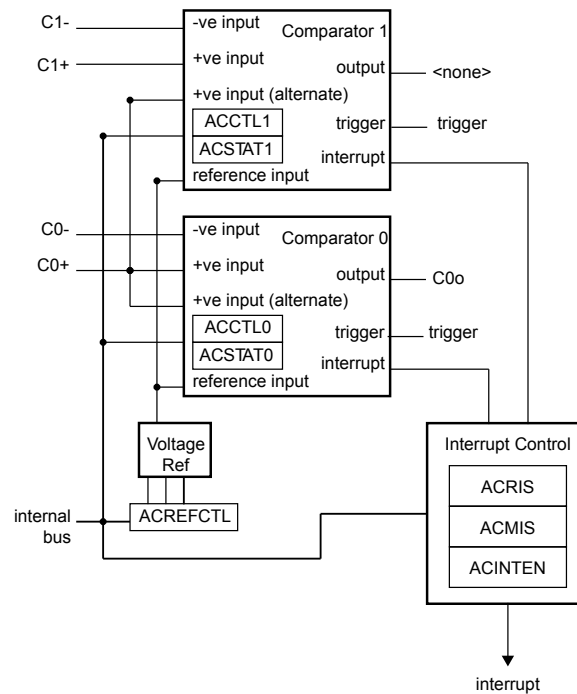 C1-
C1+
-ve input
Comparator 1
+ve input
output
<none>
+ve input (alternate)
ACCTL1
trigger
trigger
ACSTAT1
interrupt
reference input
C0-
C0+
-ve input
Comparator 0
+ve input
output
C0o
+ve input (alternate)
ACCTL0
trigger
trigger
ACSTAT0
interrupt
reference input
Voltage
Ref
Interrupt Control
ACRIS
internal
bus
ACREFCTL
ACMIS
ACINTEN
interrupt